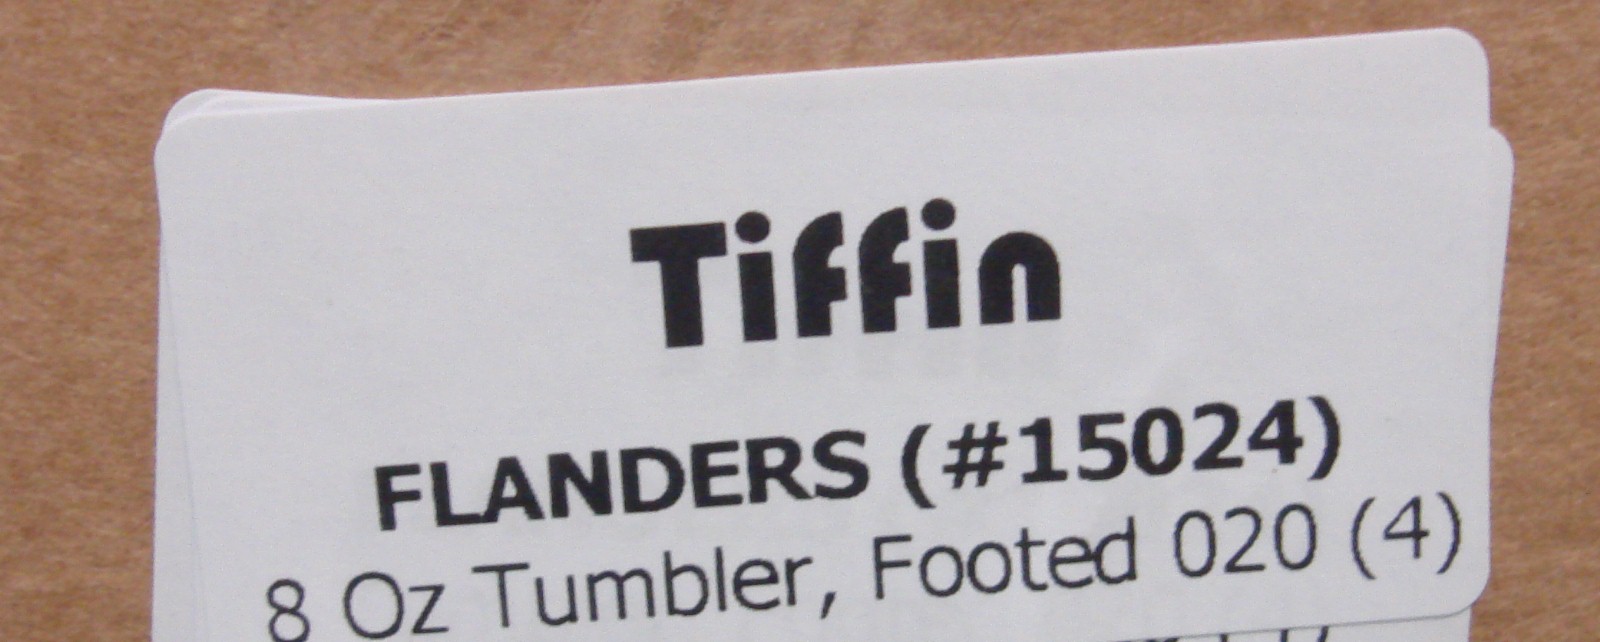 Tiffin
FLANDERS (#15024)
8 Oz Tumbler, Footed 020 (4)